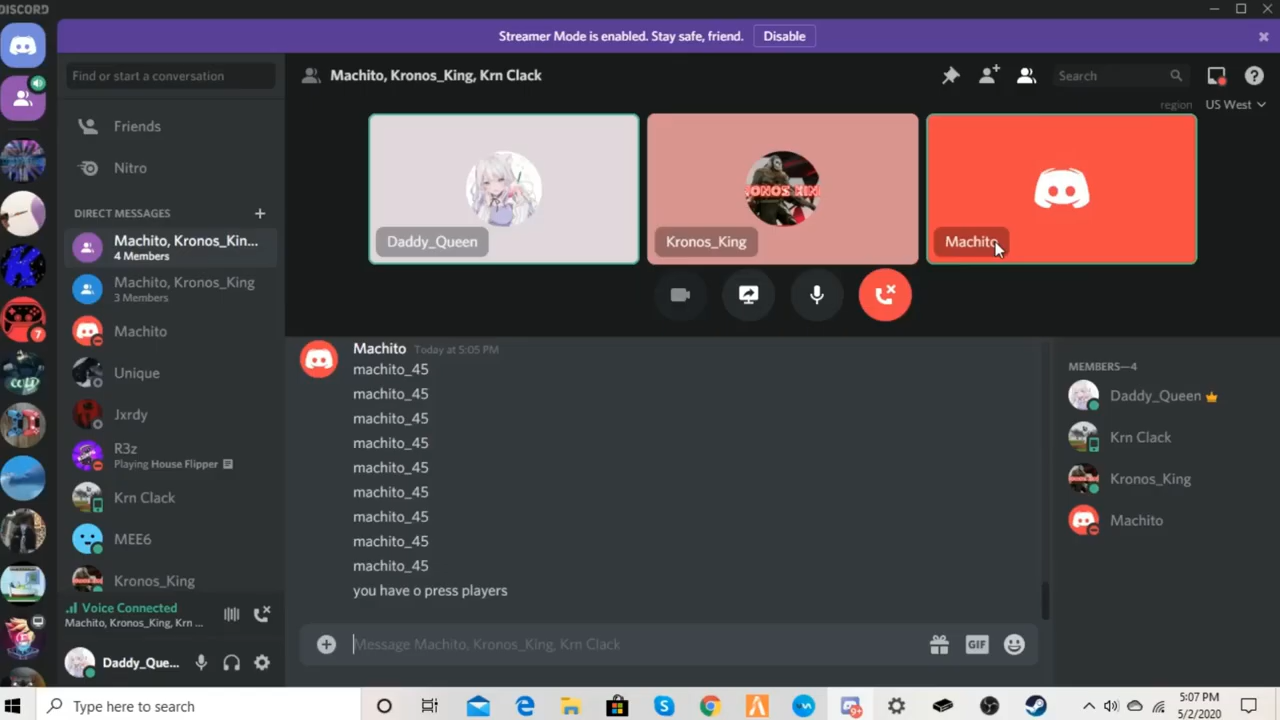 DISCORD
Streamer Mode is enabled. Stay safe, friend.
Disable
Find or start a conversation
Machito, Kronos_King, Krn Clack
Search
region
US West
Friends
Nitro
DIRECT MESSAGES
Machito, Kronos_Kin...
4 Members
Machito, Kronos_King
3 Members
Machito
Unique
Jxrdy
R3z
Playing House Flipper
Krn Clack
MEE6
Kronos_King
Voice Connected
Machito, Kronos_King, Krn ...
Daddy_Que...
7
COLD
Daddy_Queen
Kronos_King
Machito
Machito Today at 5:05 PM
machito_45
machito_45
machito_45
machito_45
machito_45
machito_45
machito_45
machito_45
machito_45
you have o press players
Message Machito, Kronos_King, Krn Clack
GIF
MEMBERS—4
Daddy_Queen
Krn Clack
Kronos_King
Machito
Type here to search
9+
5:07 PM
5/2/2020